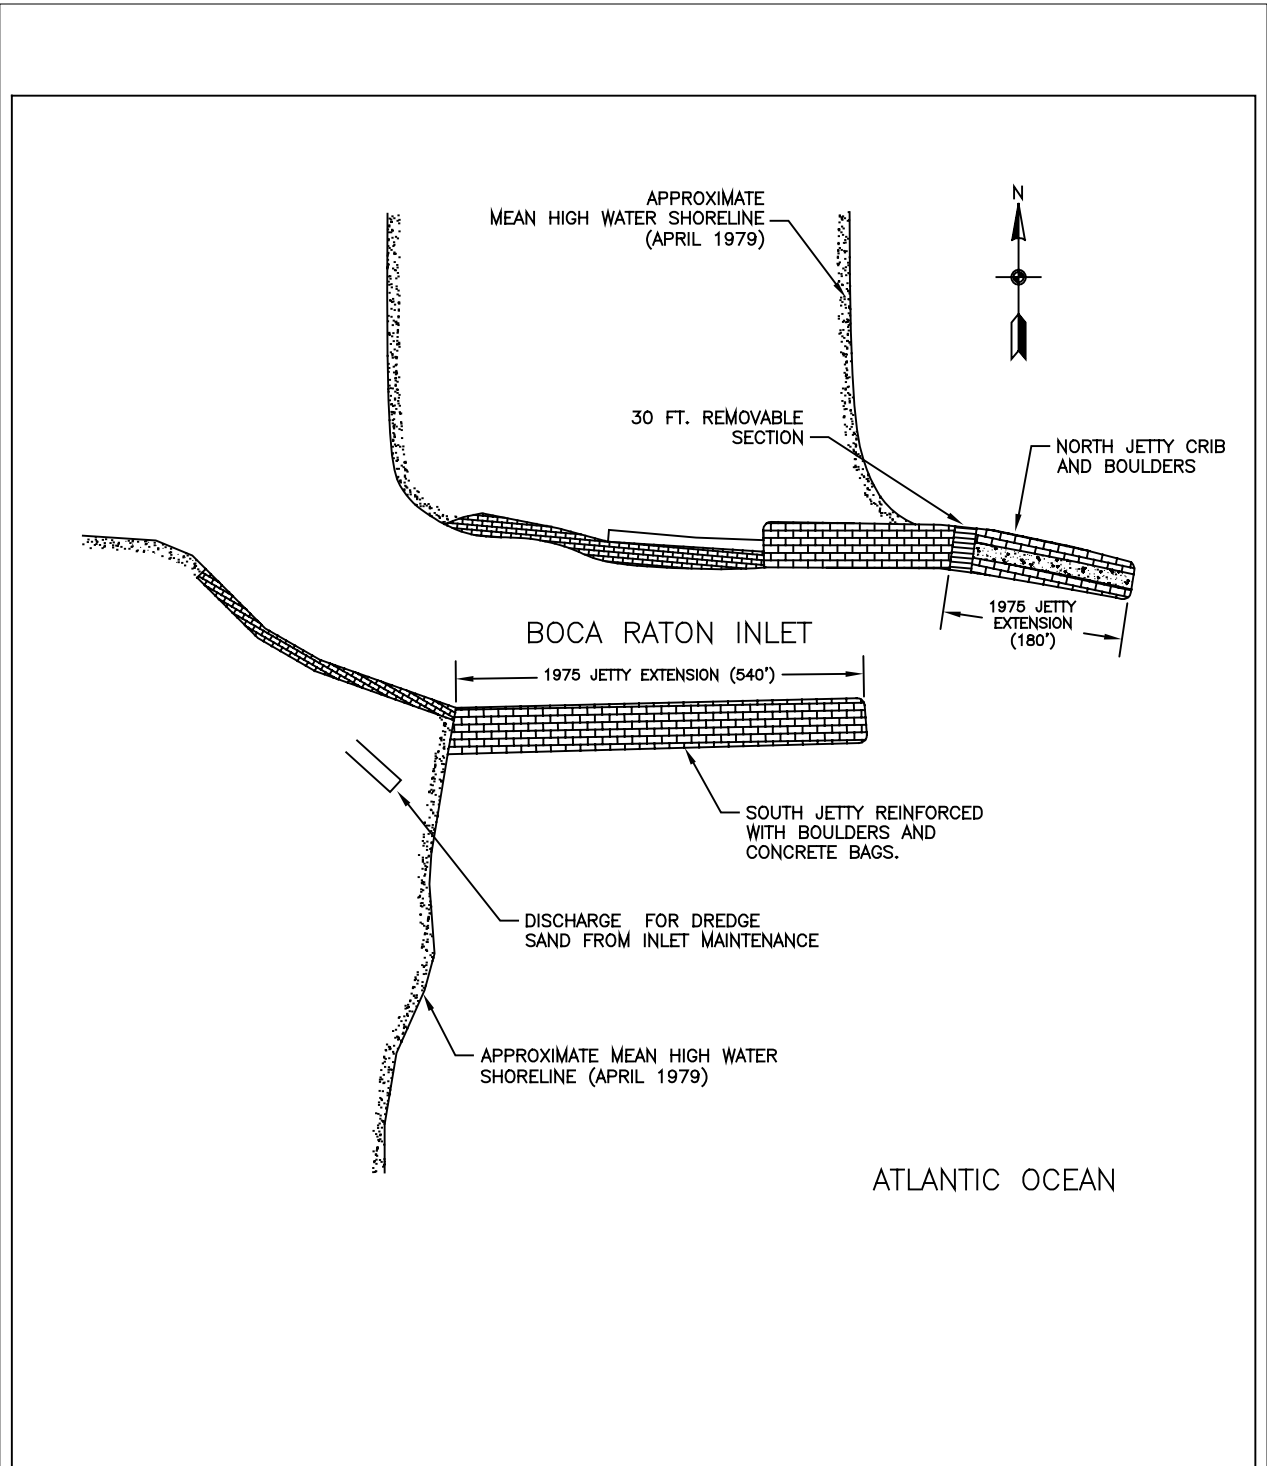 APPROXIMATE
MEAN HIGH WATER SHORELINE
(APRIL 1979)
N
30 FT. REMOVABLE
SECTION
NORTH JETTY CRIB
AND BOULDERS
1975 JETTY
EXTENSION
(180')
BOCA RATON INLET
1975 JETTY EXTENSION (540')
SOUTH JETTY REINFORCED
WITH BOULDERS AND
CONCRETE BAGS.
DISCHARGE FOR DREDGE
SAND FROM INLET MAINTENANCE
APPROXIMATE MEAN HIGH WATER
SHORELINE (APRIL 1979)
ATLANTIC OCEAN